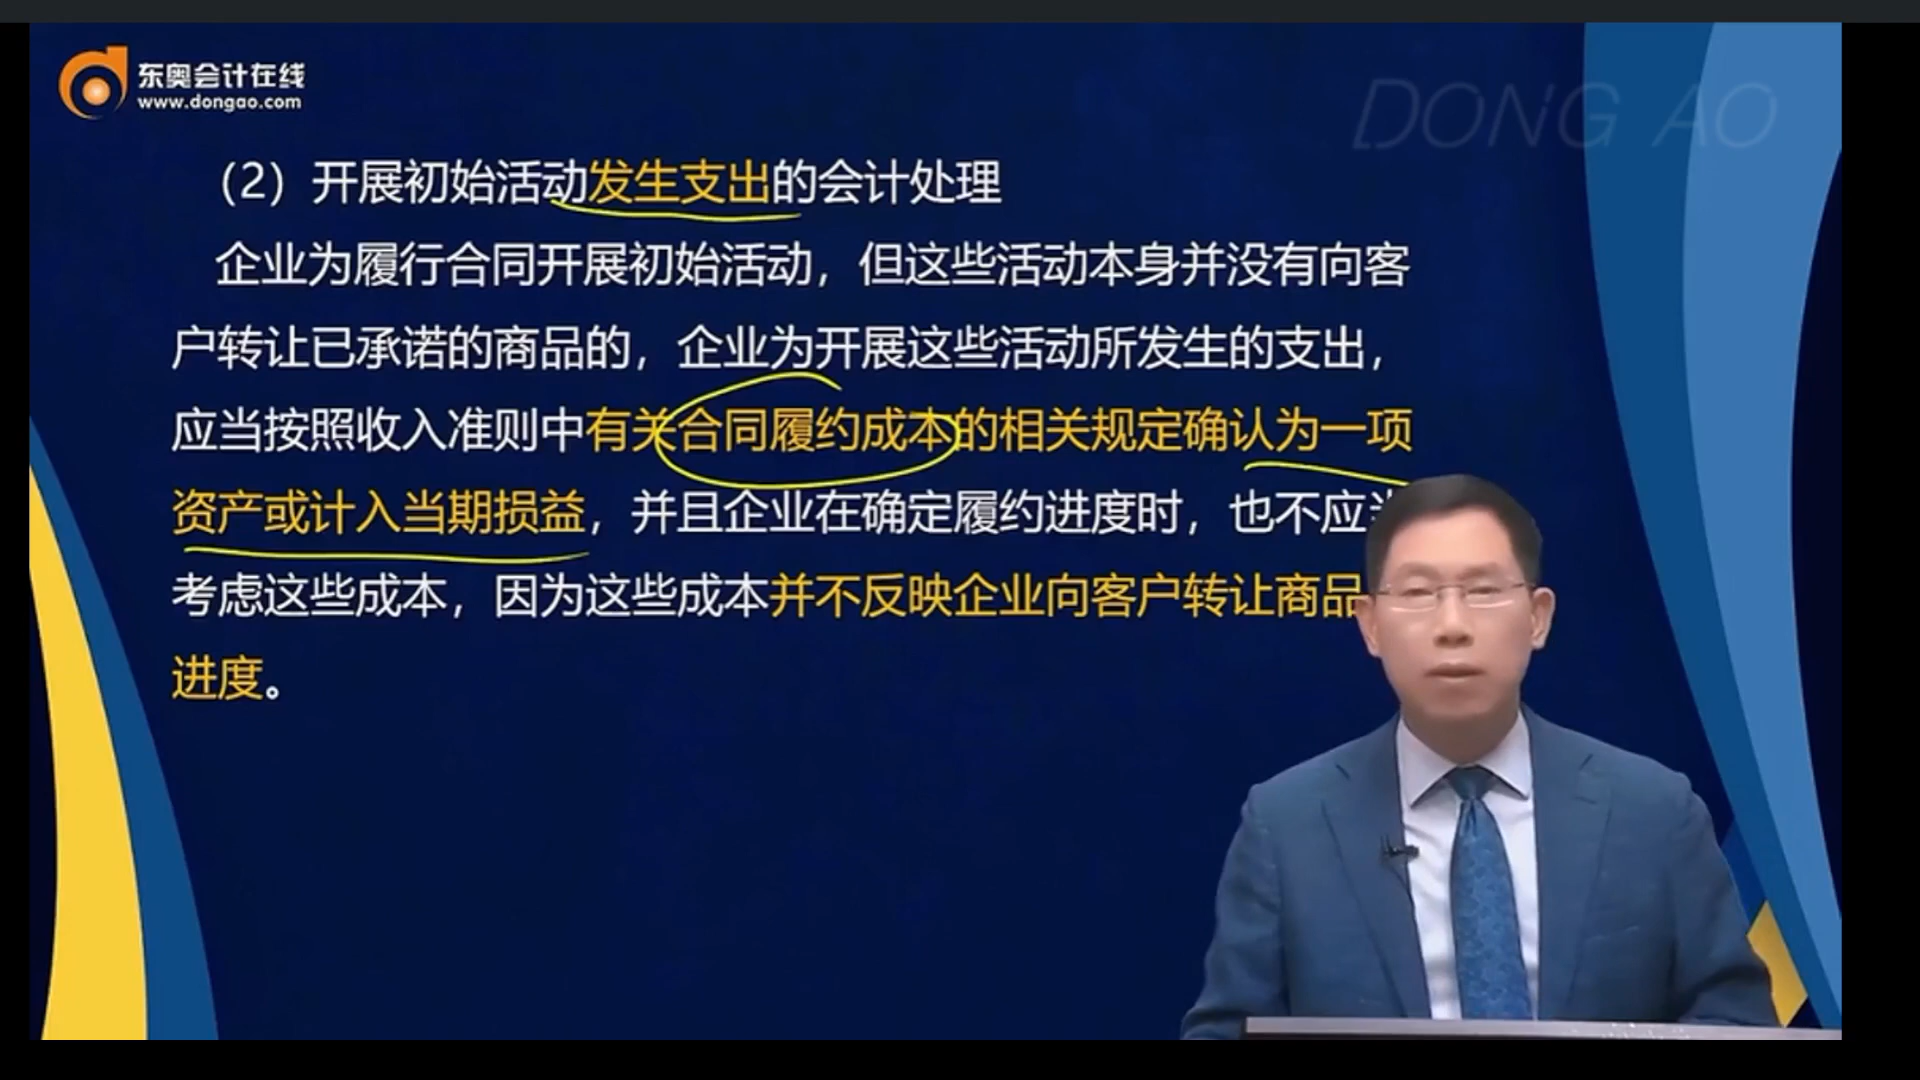 东奥会计在线
www.dongao.com
DONG AO
（2）开展初始活动发生支出的会计处理
企业为履行合同开展初始活动，但这些活动本身并没有向客
户转让已承诺的商品的，企业为开展这些活动所发生的支出，
应当按照收入准则中有关合同履约成本的相关规定确认为一项
资产或计入当期损益，并且企业在确定履约进度时，也不应
考虑这些成本，因为这些成本并不反映企业向客户转让商品
进度。